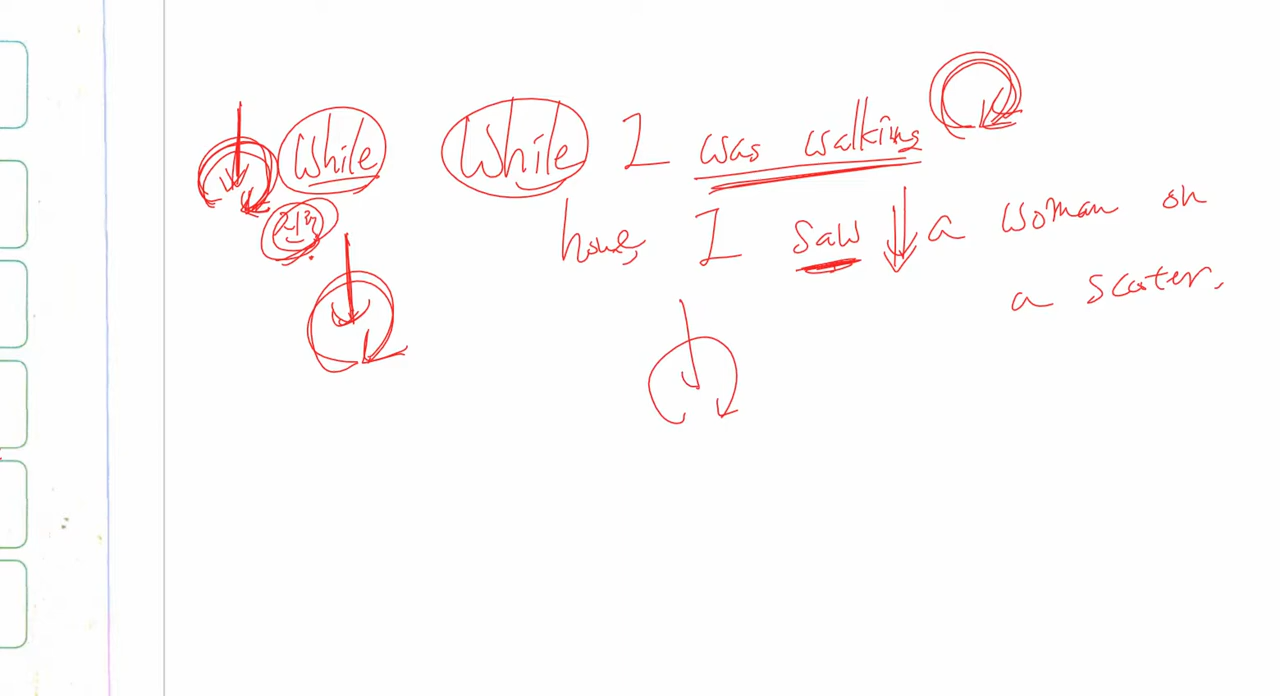 While While I was walking
home, I saw a woman on
a scater.